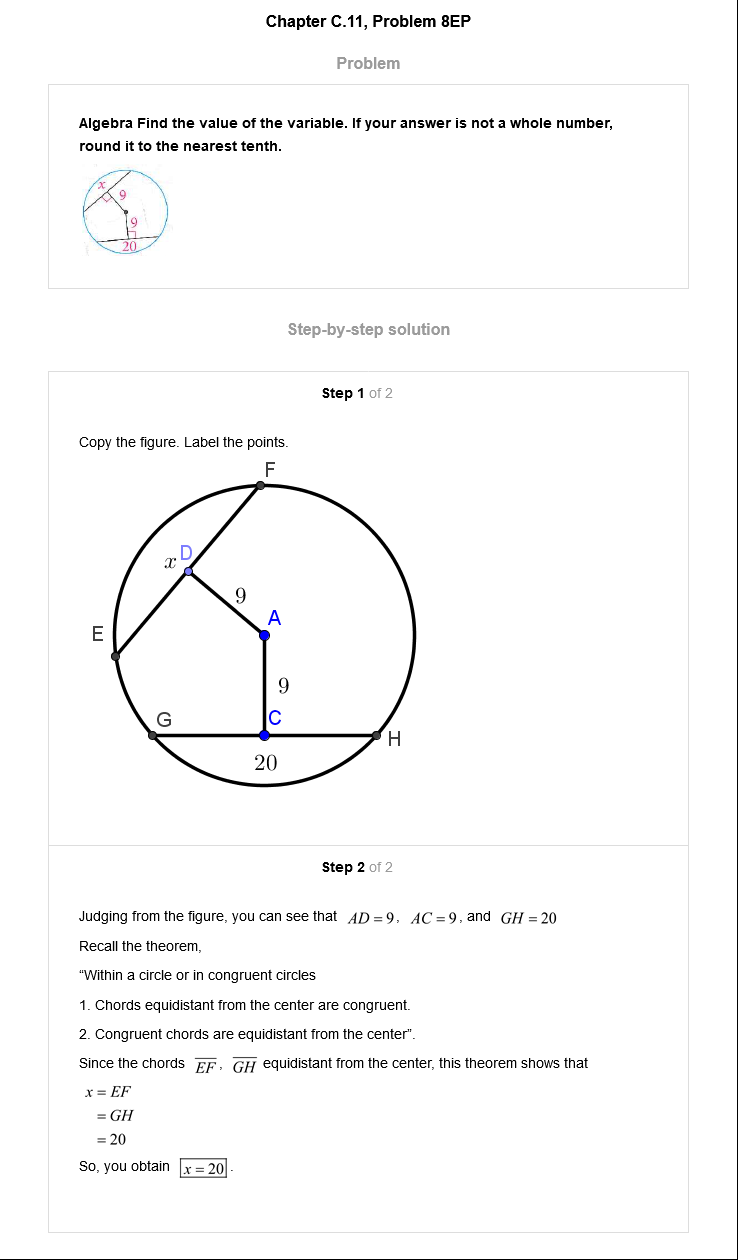 Chapter C.11, Problem 8EP
Problem
Algebra Find the value of the variable. If your answer is not a whole number,
round it to the nearest tenth.
x
9
9
20
Step-by-step solution
Step 1 of 2
Copy the figure. Label the points.
F
x D
9
A
E
9
G
C
H
20
Step 2 of 2
Judging from the figure, you can see that AD = 9, AC = 9, and GH = 20
Recall the theorem,
“Within a circle or in congruent circles
1. Chords equidistant from the center are congruent.
2. Congruent chords are equidistant from the center”.
Since the chords E̅F̅, G̅H̅ equidistant from the center, this theorem shows that
x = EF
= GH
= 20
So, you obtain x = 20.